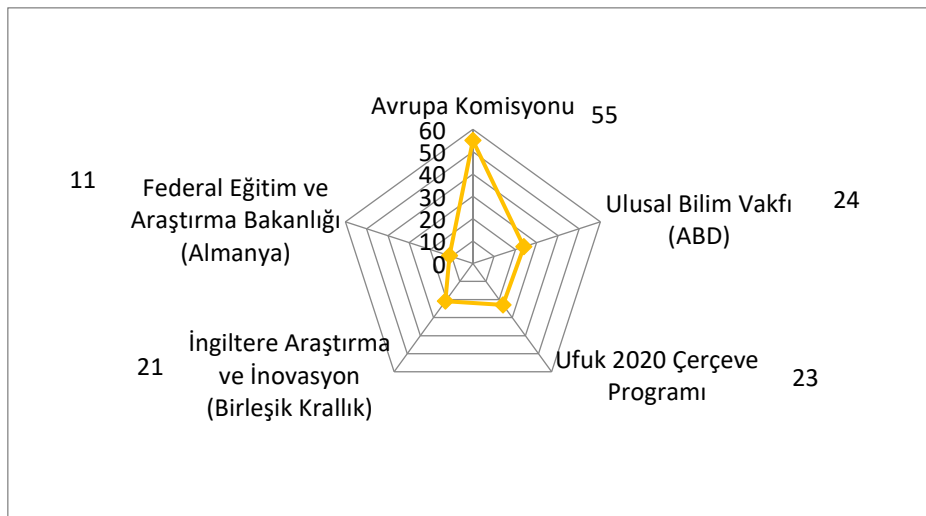 Avrupa Komisyonu
55
60
50
40
30
20
10
0
Ulusal Bilim Vakfı
(ABD)
24
Ufuk 2020 Çerçeve
Programı
23
İngiltere Araştırma
ve İnovasyon
(Birleşik Krallık)
21
Federal Eğitim ve
Araştırma Bakanlığı
(Almanya)
11